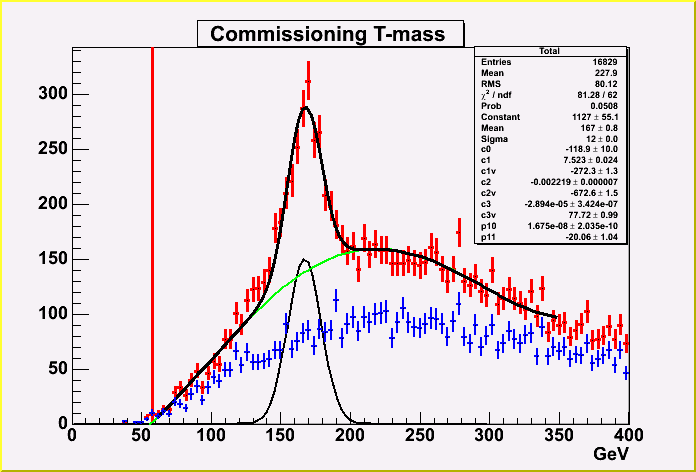 Commissioning T-mass
Total
Entries 16829
Mean 227.9
RMS 80.12
χ² / ndf 81.28 / 62
Prob 0.0508
Constant 1127 ± 55.1
Mean 167 ± 0.8
Sigma 12 ± 0.0
c0 -118.9 ± 10.0
c1 7.523 ± 0.024
c1v -272.3 ± 1.3
c2 -0.002219 ± 0.000007
c2v -672.6 ± 1.5
c3 -2.894e-05 ± 3.424e-07
c3v 77.72 ± 0.99
p10 1.675e-08 ± 2.035e-10
p11 -20.06 ± 1.04
300
250
200
150
100
50
0
0 50 100 150 200 250 300 350 400
GeV